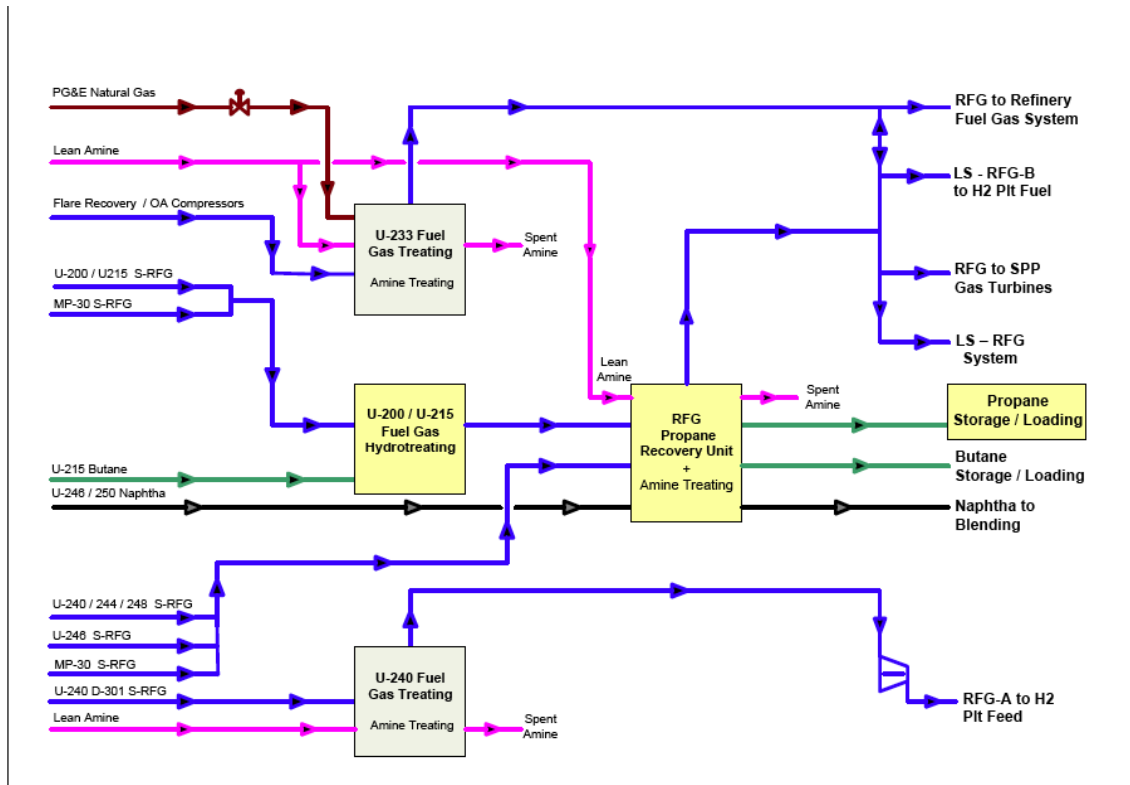 PG&E Natural Gas
RFG to Refinery
Fuel Gas System
Lean Amine
LS - RFG-B
to H2 Plt Fuel
Flare Recovery / OA Compressors
U-233 Fuel
Gas Treating
Amine Treating
Spent
Amine
U-200 / U215 S-RFG
MP-30 S-RFG
RFG to SPP
Gas Turbines
LS – RFG
System
Lean
Amine
Spent
Amine
U-200 / U-215
Fuel Gas
Hydrotreating
RFG
Propane
Recovery Unit
+
Amine Treating
Propane
Storage / Loading
Butane
Storage / Loading
U-215 Butane
U-246 / 250 Naphtha
Naphtha to
Blending
U-240 / 244 / 248 S-RFG
U-246 S-RFG
MP-30 S-RFG
U-240 D-301 S-RFG
Lean Amine
U-240 Fuel
Gas Treating
Amine Treating
Spent
Amine
RFG-A to H2
Plt Feed